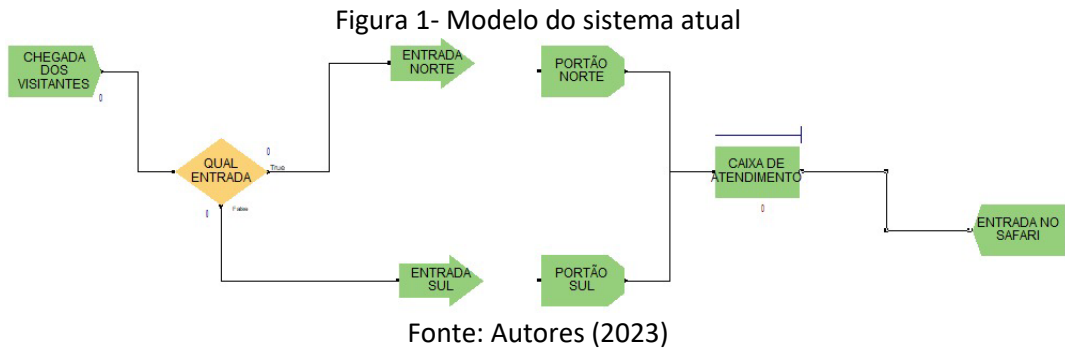 Figura 1- Modelo do sistema atual
CHEGADA
DOS
VISITANTES
0
ENTRADA
NORTE
PORTÃO
NORTE
0
True
QUAL
ENTRADA
0
False
CAIXA DE
ATENDIMENTO
0
ENTRADA NO
SAFARI
ENTRADA
SUL
PORTÃO
SUL
Fonte: Autores (2023)